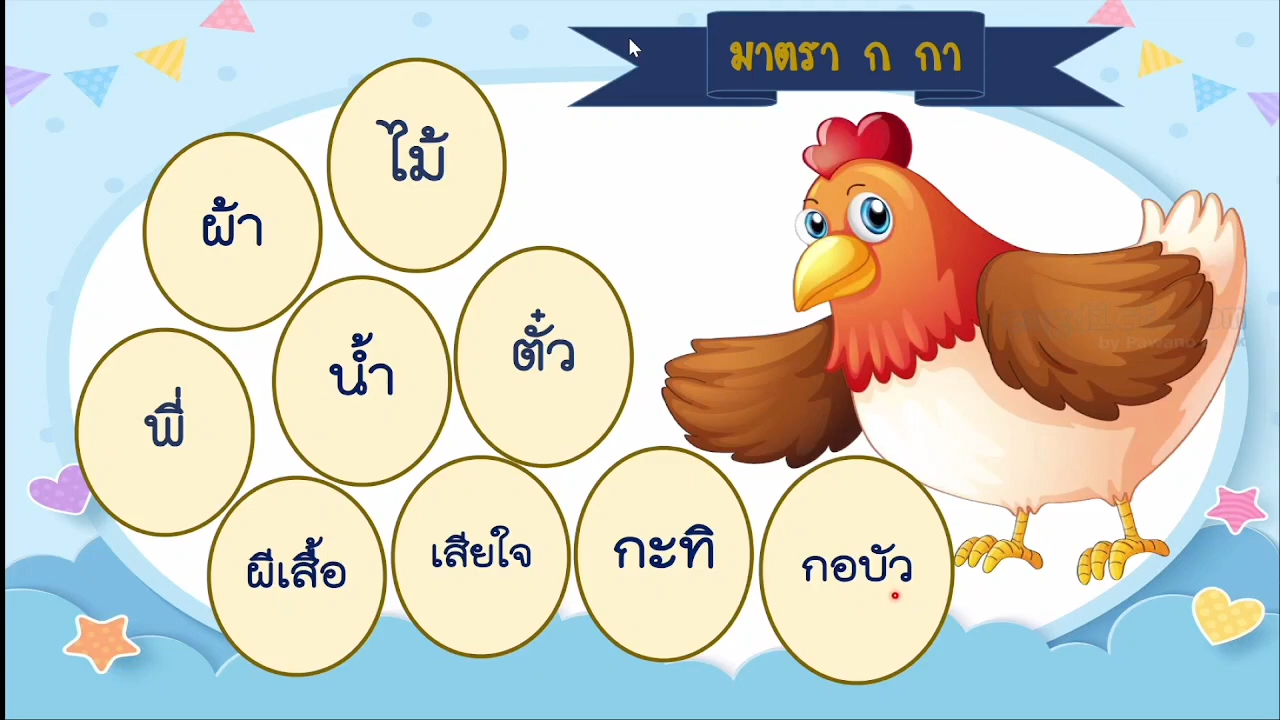 มาตรา ก กา
ไม้
ผ้า
น้ำ
ตั๋ว
พี่
ผีเสื้อ
เสียใจ
กะทิ
กอบัว